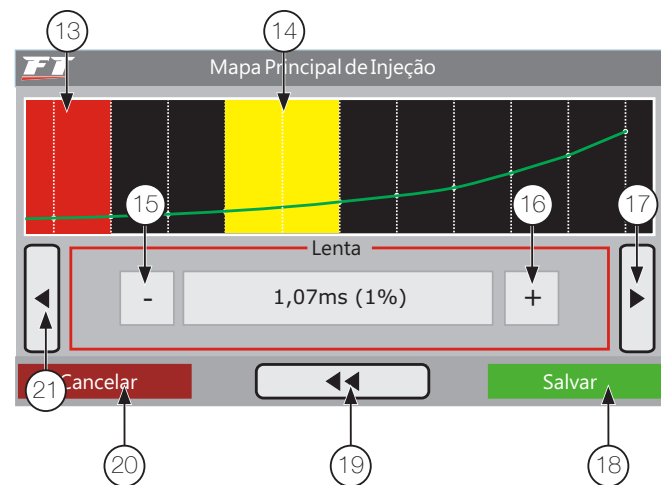 13 14
FT Mapa Principal de Injeção
15 16 17
Lenta
- 1,07ms (1%) +
21 Cancelar Salvar
20 19 18